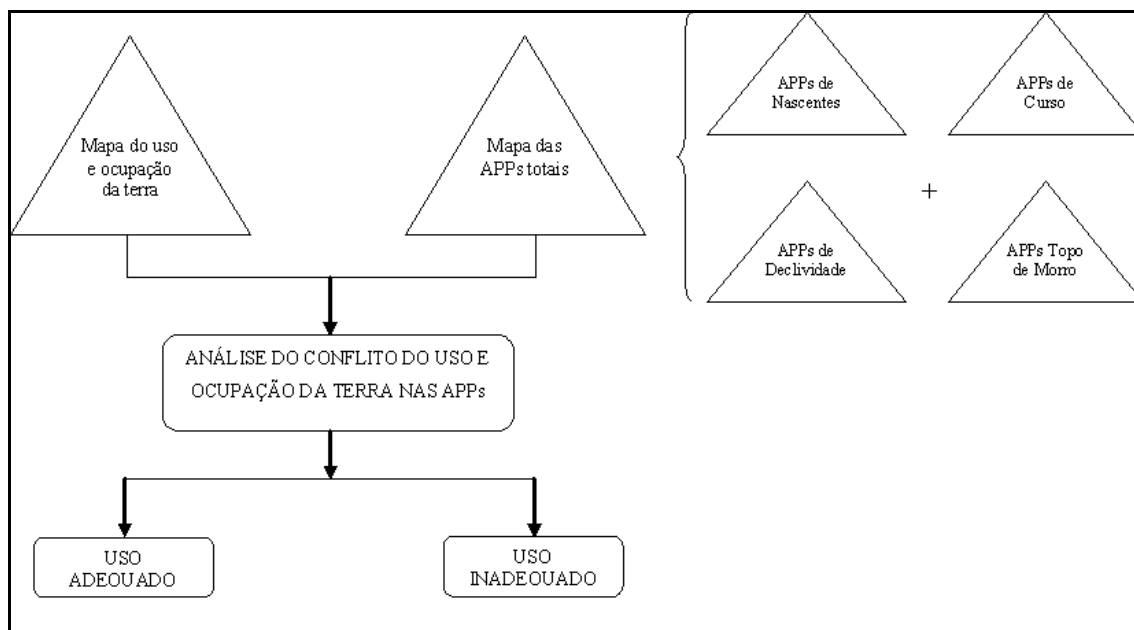 Mapa do uso
e ocupação
da terra
Mapa das
APPs totais
APPs de
Nascentes
APPs de
Curso
+
APPs de
Declividade
APPs Topo
de Morro
ANÁLISE DO CONFLITO DO USO E
OCUPAÇÃO DA TERRA NAS APPs
USO
ADEQUADO
USO
INADEQUADO